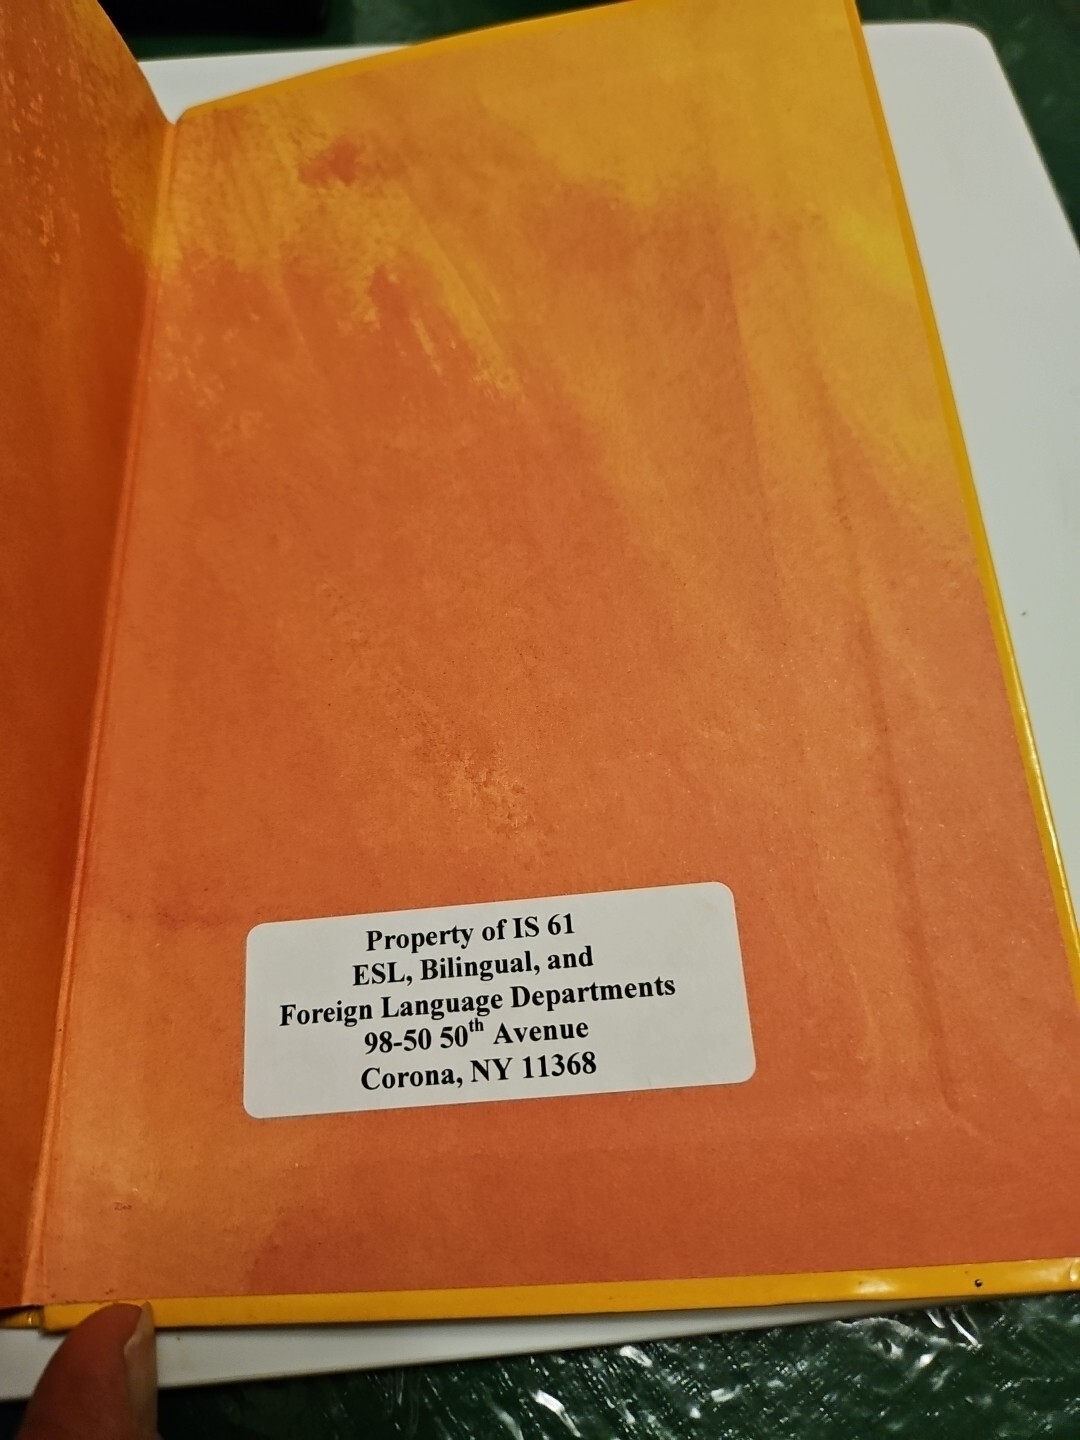 Property of IS 61
ESL, Bilingual, and
Foreign Language Departments
98-50 50th Avenue
Corona, NY 11368